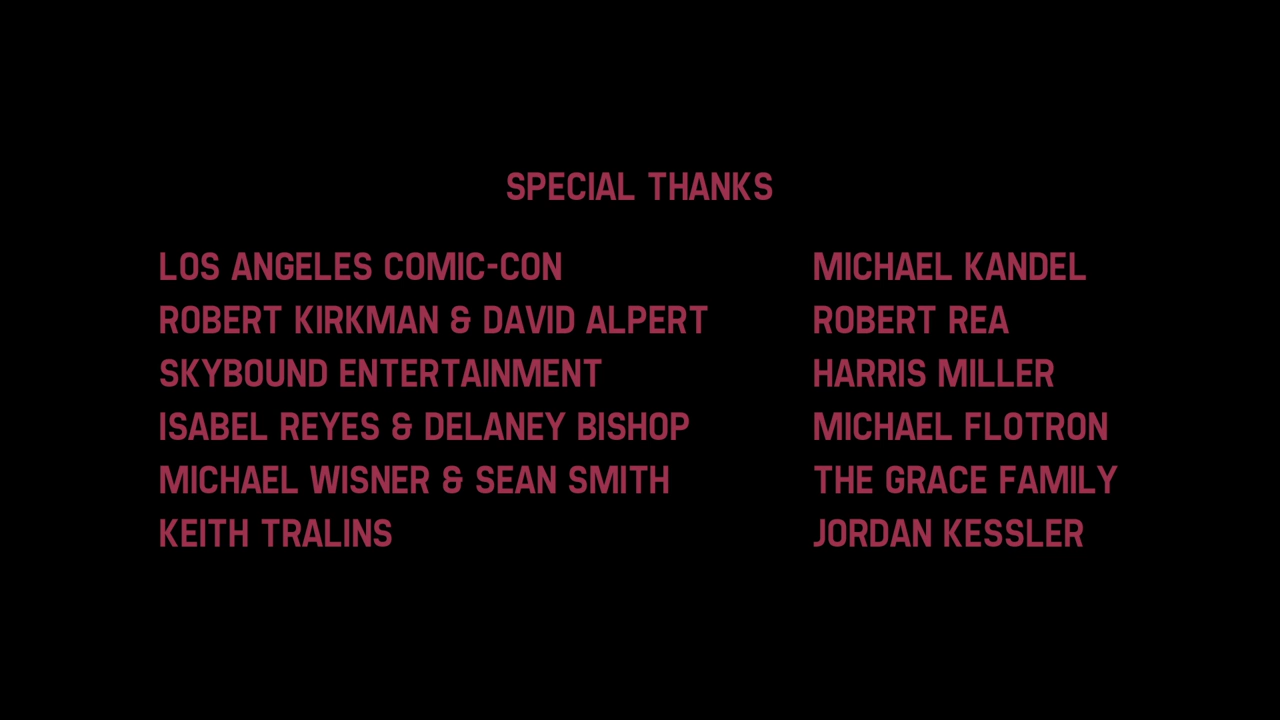 SPECIAL THANKS
LOS ANGELES COMIC-CON
ROBERT KIRKMAN & DAVID ALPERT
SKYBOUND ENTERTAINMENT
ISABEL REYES & DELANEY BISHOP
MICHAEL WISNER & SEAN SMITH
KEITH TRALINS
MICHAEL KANDEL
ROBERT REA
HARRIS MILLER
MICHAEL FLOTRON
THE GRACE FAMILY
JORDAN KESSLER